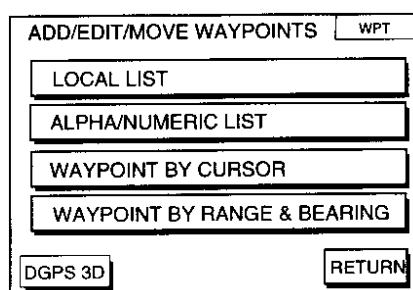 ADD/EDIT/MOVE WAYPOINTS WPT
LOCAL LIST
ALPHA/NUMERIC LIST
WAYPOINT BY CURSOR
WAYPOINT BY RANGE & BEARING
DGPS 3D RETURN